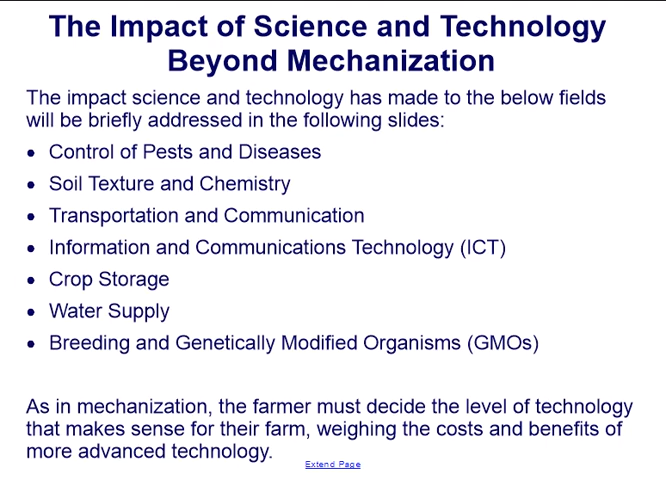 The Impact of Science and Technology
Beyond Mechanization
The impact science and technology has made to the below fields
will be briefly addressed in the following slides:
• Control of Pests and Diseases
• Soil Texture and Chemistry
• Transportation and Communication
• Information and Communications Technology (ICT)
• Crop Storage
• Water Supply
• Breeding and Genetically Modified Organisms (GMOs)
As in mechanization, the farmer must decide the level of technology
that makes sense for their farm, weighing the costs and benefits of
more advanced technology.
Extend Page